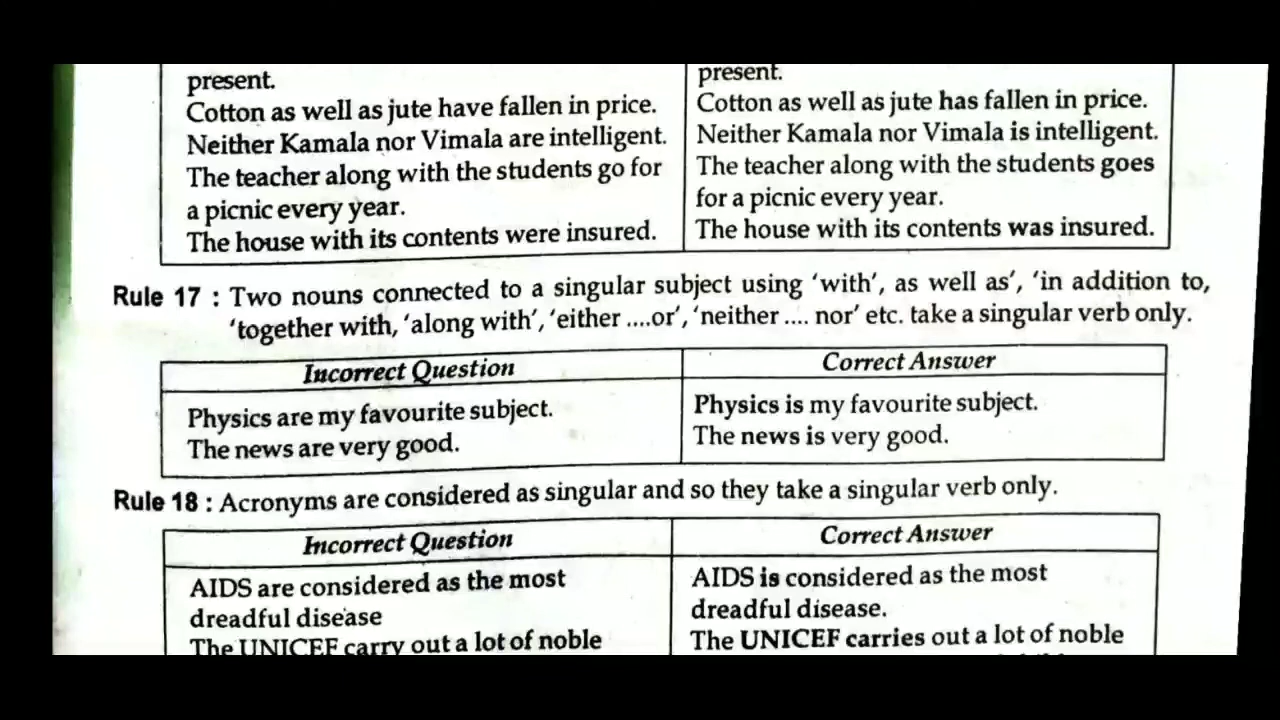 present.
Cotton as well as jute have fallen in price.
Neither Kamala nor Vimala are intelligent.
The teacher along with the students go for
a picnic every year.
The house with its contents were insured.
present.
Cotton as well as jute has fallen in price.
Neither Kamala nor Vimala is intelligent.
The teacher along with the students goes
for a picnic every year.
The house with its contents was insured.
Rule 17 : Two nouns connected to a singular subject using ‘with’, as well as’, ‘in addition to,
‘together with, ‘along with’, ‘either ....or’, ‘neither .... nor’ etc. take a singular verb only.
Incorrect Question
Physics are my favourite subject.
The news are very good.
Correct Answer
Physics is my favourite subject.
The news is very good.
Rule 18 : Acronyms are considered as singular and so they take a singular verb only.
Incorrect Question
AIDS are considered as the most
dreadful disease
The UNICEF carry out a lot of noble
Correct Answer
AIDS is considered as the most
dreadful disease.
The UNICEF carries out a lot of noble